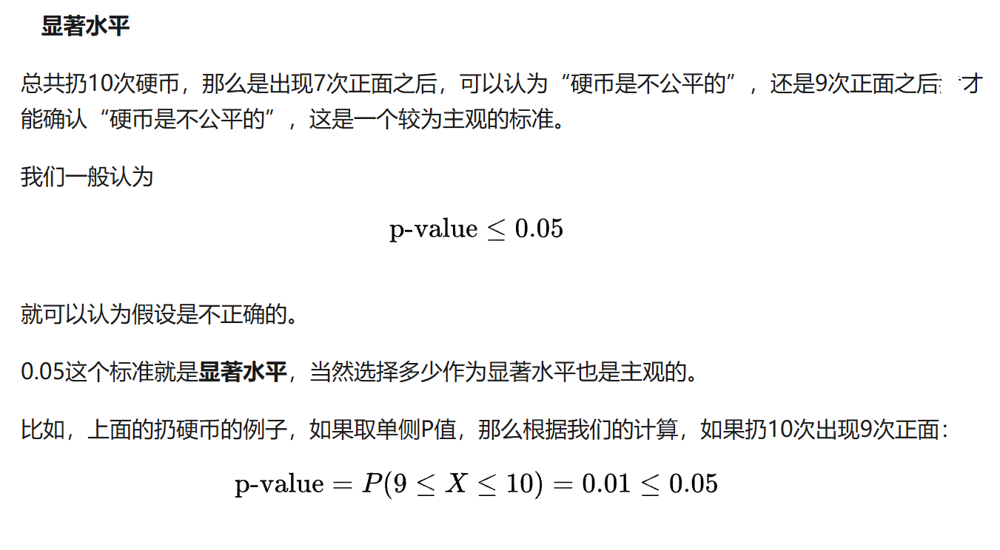 显著水平
总共扔10次硬币，那么是出现7次正面之后，可以认为“硬币是不公平的”，还是9次正面之后 才
能确认“硬币是不公平的”，这是一个较为主观的标准。
我们一般认为
p-value ≤ 0.05
就可以认为假设是不正确的。
0.05这个标准就是显著水平，当然选择多少作为显著水平也是主观的。
比如，上面的扔硬币的例子，如果取单侧P值，那么根据我们的计算，如果扔10次出现9次正面：
p-value = P(9 ≤ X ≤ 10) = 0.01 ≤ 0.05